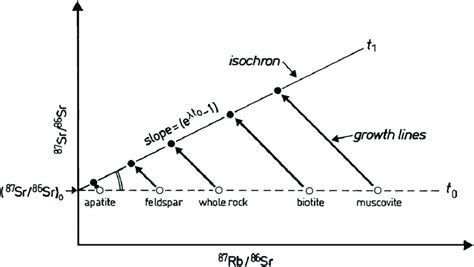 t₁
isochron
⁸⁷Sr/⁸⁶Sr
slope=(e^λt₀−1)
growth lines
(⁸⁷Sr/⁸⁶Sr)₀
t₀
apatite
feldspar
whole rock
biotite
muscovite
⁸⁷Rb/⁸⁶Sr